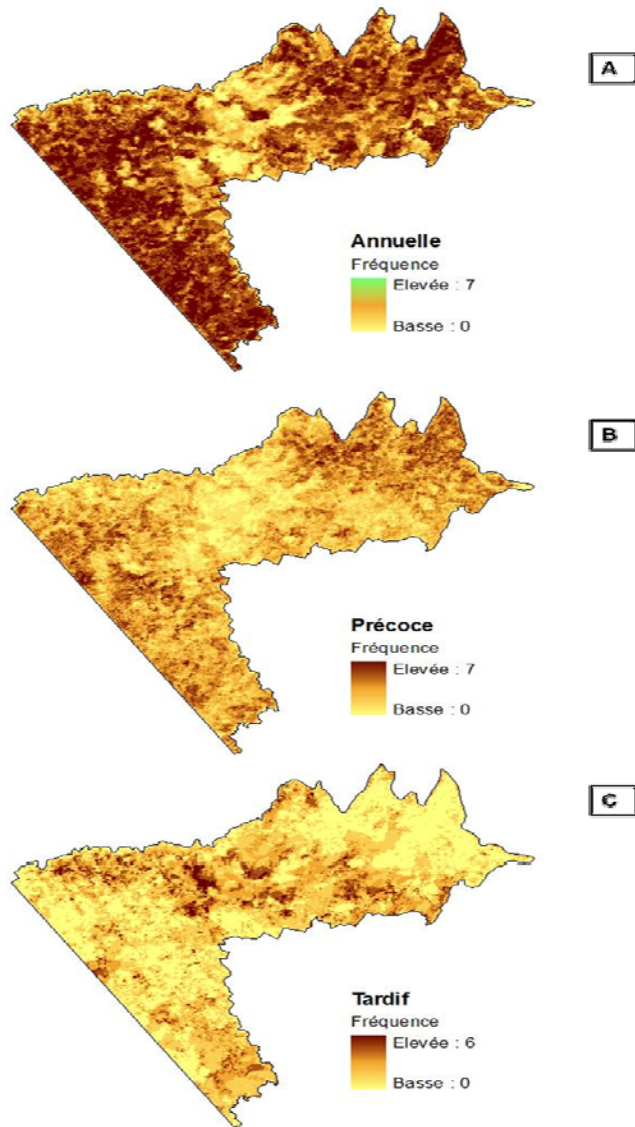 A
Annuelle
Fréquence
Elevée : 7
Basse : 0
B
Précoce
Fréquence
Elevée : 7
Basse : 0
C
Tardif
Fréquence
Elevée : 6
Basse : 0